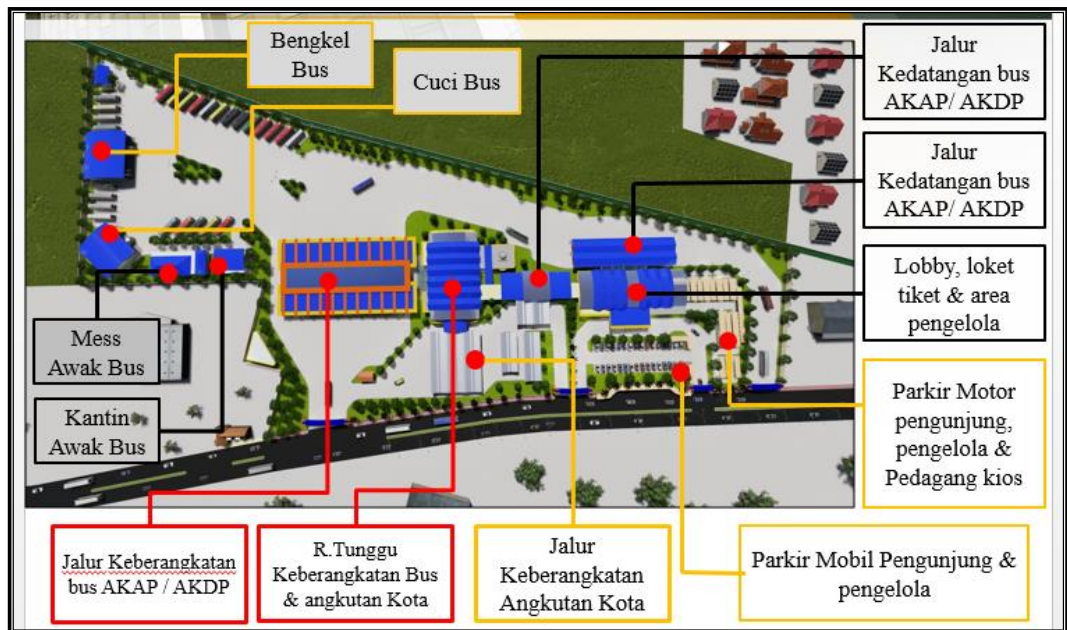 Bengkel
Bus
Cuci Bus
Jalur
Kedatangan bus
AKAP/ AKDP
Jalur
Kedatangan bus
AKAP/ AKDP
Lobby, loket
tiket & area
pengelola
Mess
Awak Bus
Kantin
Awak Bus
Parkir Motor
pengunjung,
pengelola &
Pedagang kios
Jalur Keberangkatan
bus AKAP / AKDP
R.Tunggu
Keberangkatan Bus
& angkutan Kota
Jalur
Keberangkatan
Angkutan Kota
Parkir Mobil Pengunjung &
pengelola